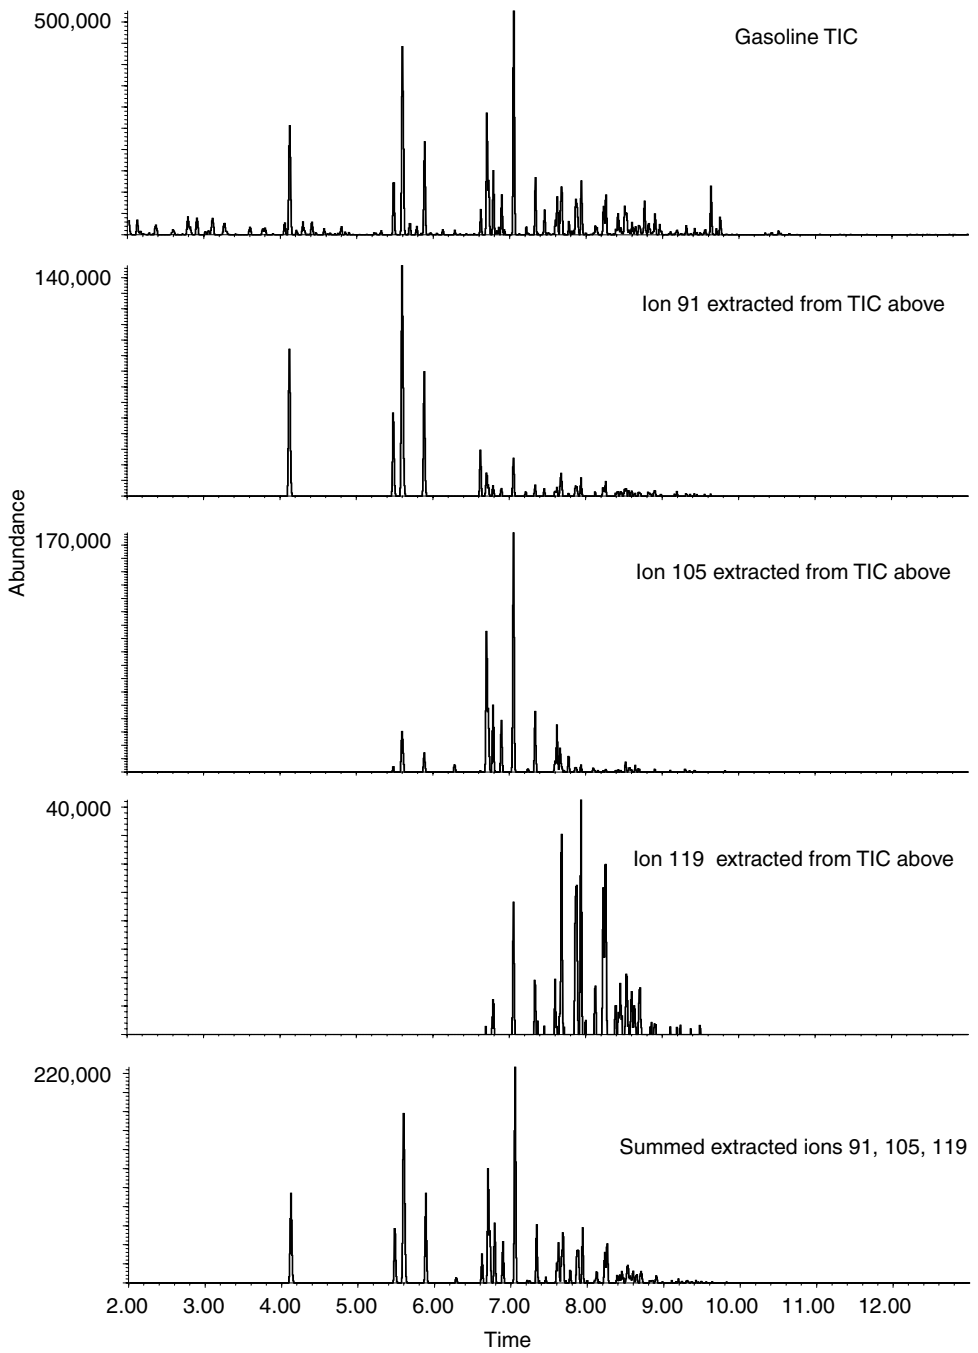 500,000
Gasoline TIC
140,000
Ion 91 extracted from TIC above
Abundance
170,000
Ion 105 extracted from TIC above
40,000
Ion 119 extracted from TIC above
220,000
Summed extracted ions 91, 105, 119
2.00 3.00 4.00 5.00 6.00 7.00 8.00 9.00 10.00 11.00 12.00
Time